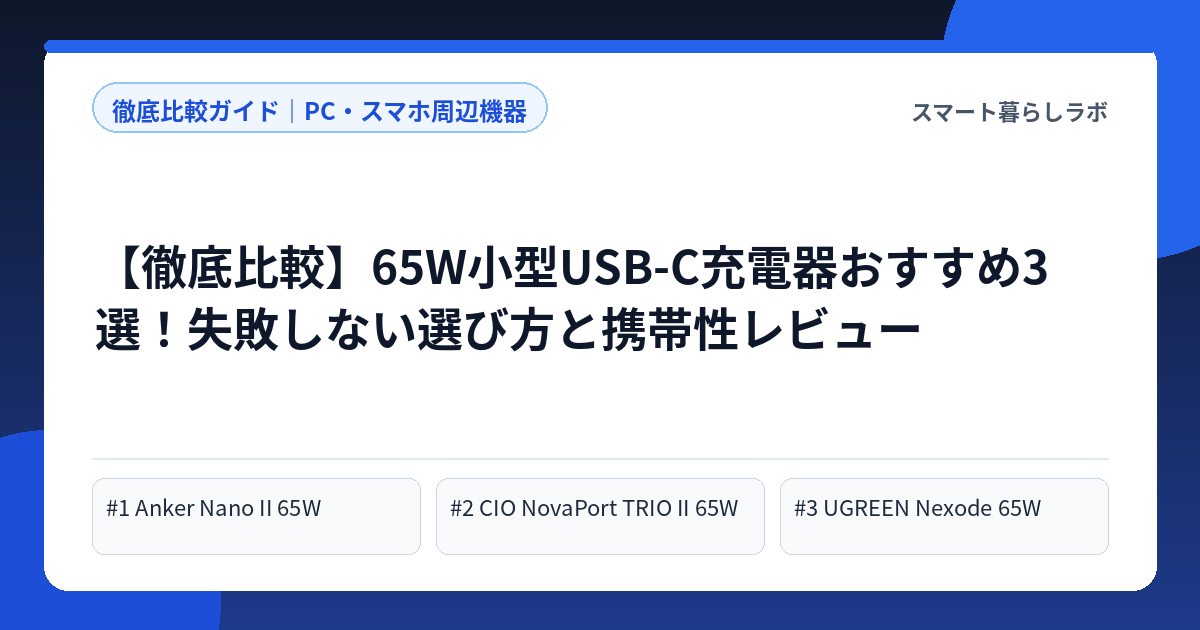 徹底比較ガイド｜PC・スマホ周辺機器
スマート暮らしラボ
【徹底比較】65W小型USB-C充電器おすすめ3
選！失敗しない選び方と携帯性レビュー
#1 Anker Nano II 65W
#2 CIO NovaPort TRIO II 65W
#3 UGREEN Nexode 65W